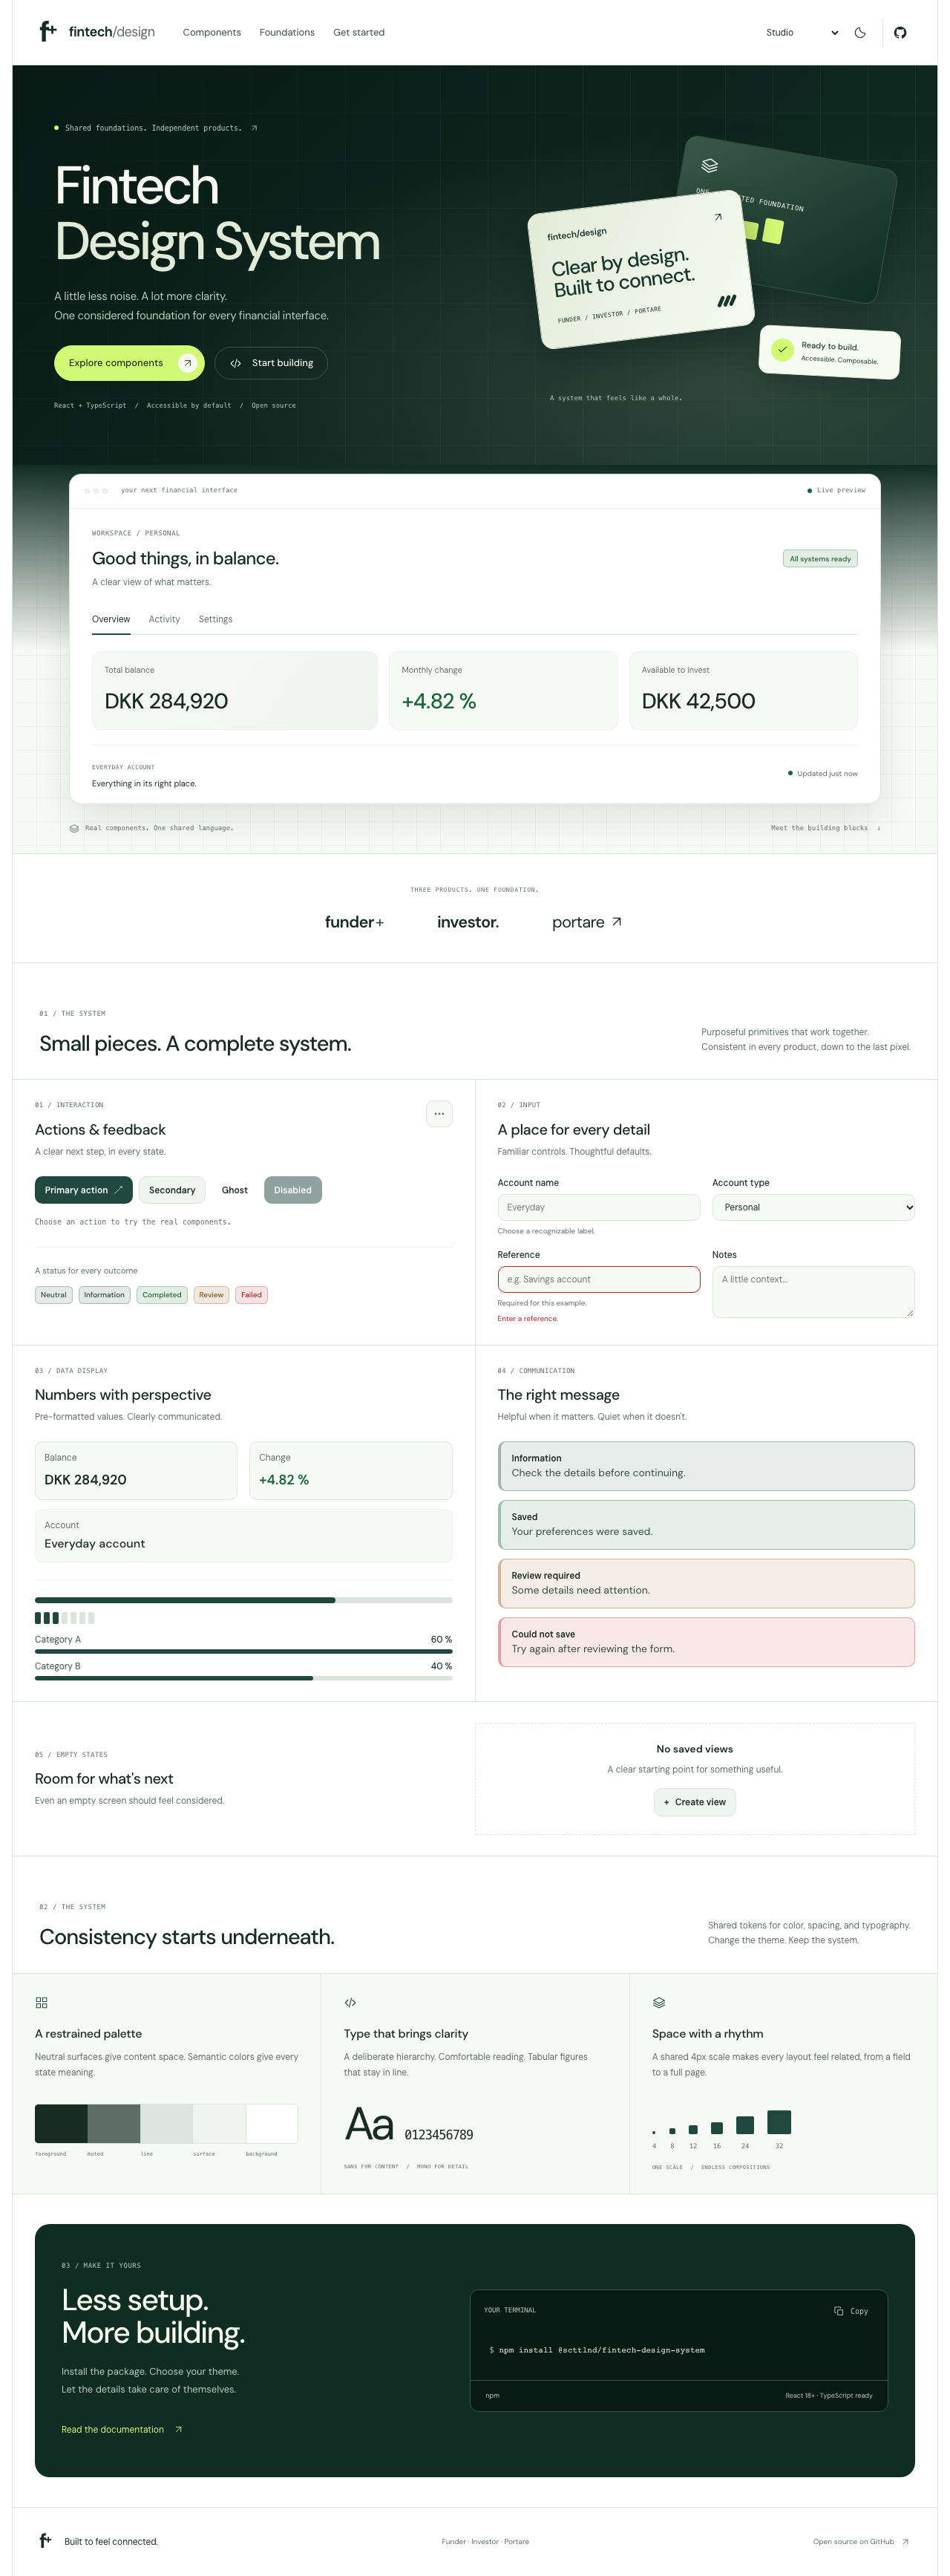 fintech/design
Components
Foundations
Get started
Studio
Shared foundations. Independent products.
Fintech
Design System
A little less noise. A lot more clarity.
One considered foundation for every financial interface.
Explore components
Start building
React + TypeScript / Accessible by default / Open source
FOUNDATION
fintech/design
Clear by design.
Built to connect.
FUNDER / INVESTOR / PORTARE
Ready to build.
Accessible. Composable.
A system that feels like a whole.
your next financial interface
Live preview
WORKSPACE / PERSONAL
Good things, in balance.
All systems ready
A clear view of what matters.
Overview
Activity
Settings
Total balance
DKK 284,920
Monthly change
+4.82 %
Available to invest
DKK 42,500
EVERYDAY ACCOUNT
Everything in its right place.
Updated just now
Real components. One shared language.
Meet the building blocks ↓
THREE PRODUCTS. ONE FOUNDATION.
funder+
investor.
portare
01 / THE SYSTEM
Small pieces. A complete system.
Purposeful primitives that work together.
Consistent in every product, down to the last pixel.
01 / INTERACTION
Actions & feedback
A clear next step, in every state.
Primary action
Secondary
Ghost
Disabled
Choose an action to try the real components.
A status for every outcome
Neutral
Information
Completed
Review
Failed
02 / INPUT
A place for every detail
Familiar controls. Thoughtful defaults.
Account name
Everyday
Choose a recognizable label.
Account type
Personal
Reference
e.g. Savings account
Required for this example.
Enter a reference.
Notes
A little context...
03 / DATA DISPLAY
Numbers with perspective
Pre-formatted values. Clearly communicated.
Balance
DKK 284,920
Change
+4.82 %
Account
Everyday account
Category A
60 %
Category B
40 %
04 / COMMUNICATION
The right message
Helpful when it matters. Quiet when it doesn't.
Information
Check the details before continuing.
Saved
Your preferences were saved.
Review required
Some details need attention.
Could not save
Try again after reviewing the form.
05 / EMPTY STATES
Room for what's next
Even an empty screen should feel considered.
No saved views
A clear starting point for something useful.
+ Create view
02 / THE SYSTEM
Consistency starts underneath.
Shared tokens for color, spacing, and typography.
Change the theme. Keep the system.
A restrained palette
Neutral surfaces give content space. Semantic colors give every
state meaning.
foreground
muted
line
surface
background
Type that brings clarity
A deliberate hierarchy. Comfortable reading. Tabular figures
that stay in line.
Aa 0123456789
SANS FOR CONTENT / MONO FOR DETAIL
Space with a rhythm
A shared 4px scale makes every layout feel related, from a field
to a full page.
4 8 12 16 24 32
ONE SCALE / ENDLESS COMPOSITIONS
03 / MAKE IT YOURS
Less setup.
More building.
Install the package. Choose your theme.
Let the details take care of themselves.
Read the documentation
YOUR TERMINAL
Copy
$ npm install @scttlnd/fintech-design-system
npm
React 18+ · TypeScript ready
f+
Built to feel connected.
Funder · Investor · Portare
Open source on GitHub